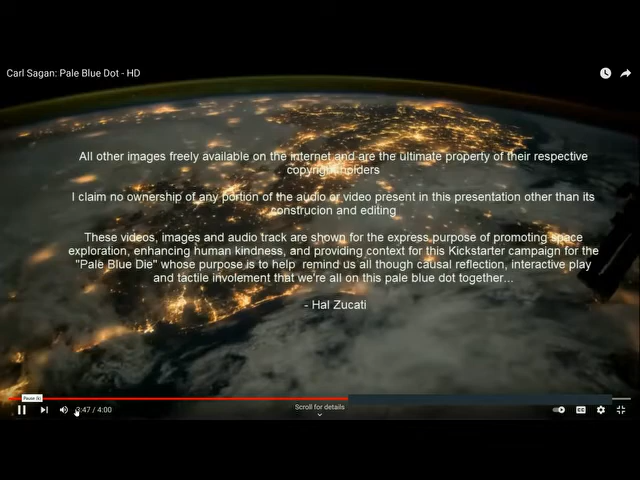 Carl Sagan: Pale Blue Dot - HD
All other images freely available on the internet and are the ultimate property of their respective
copyright holders
I claim no ownership of any portion of the audio or video present in this presentation other than its
construcion and editing
These videos, images and audio track are shown for the express purpose of promoting space
exploration, enhancing human kindness, and providing context for this Kickstarter campaign for the
"Pale Blue Die" whose purpose is to help remind us all though causal reflection, interactive play
and tactile involement that we're all on this pale blue dot together...
- Hal Zucati
Pause (k)
3:47 / 4:00
Scroll for details
CC